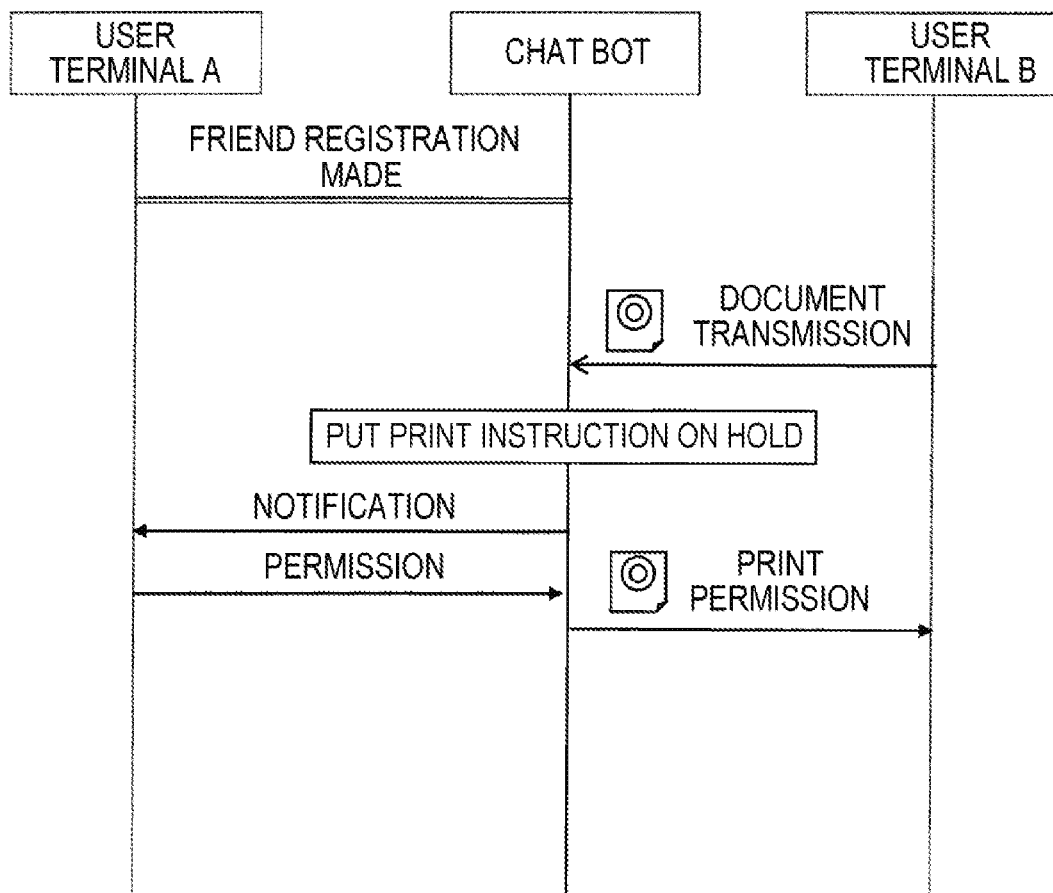 USER
TERMINAL A
CHAT BOT
USER
TERMINAL B
FRIEND REGISTRATION
MADE
DOCUMENT
TRANSMISSION
PUT PRINT INSTRUCTION ON HOLD
NOTIFICATION
PERMISSION
PRINT
PERMISSION